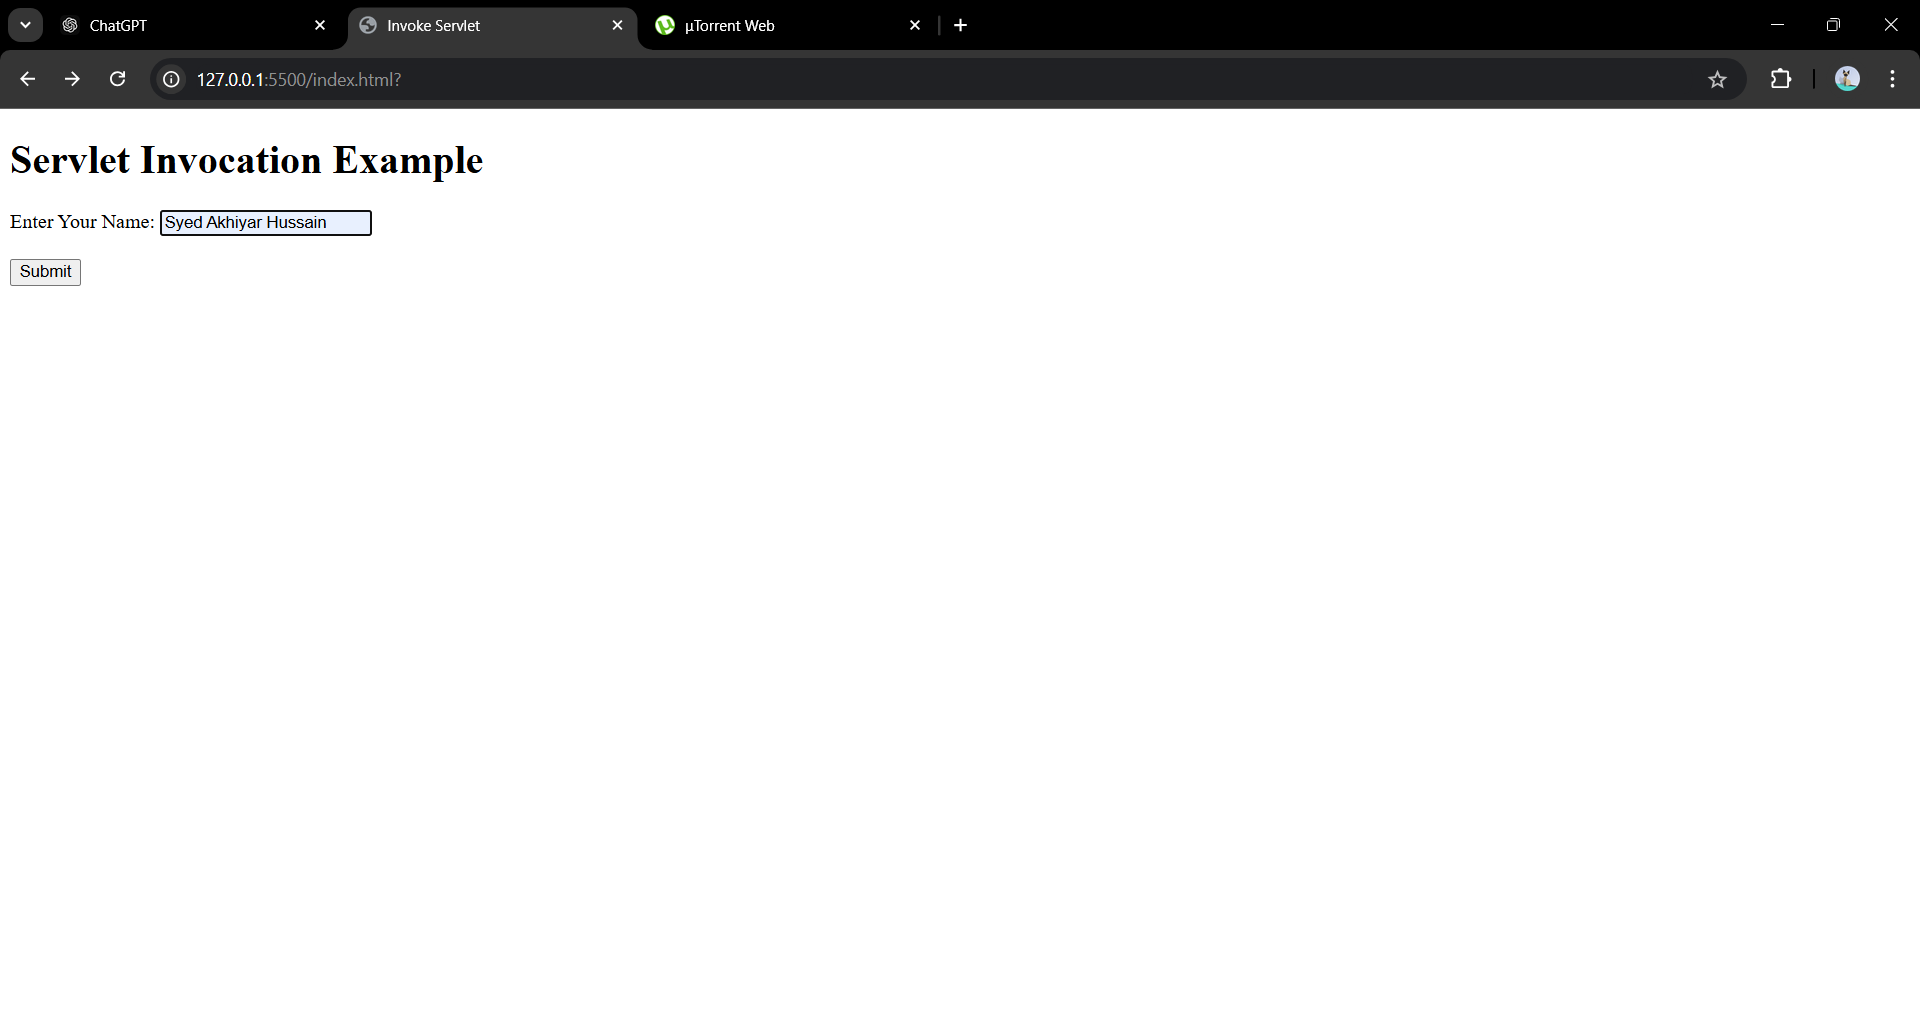 ChatGPT
Invoke Servlet
µTorrent Web
127.0.0.1:5500/index.html?
Servlet Invocation Example
Enter Your Name: Syed Akhiyar Hussain
Submit